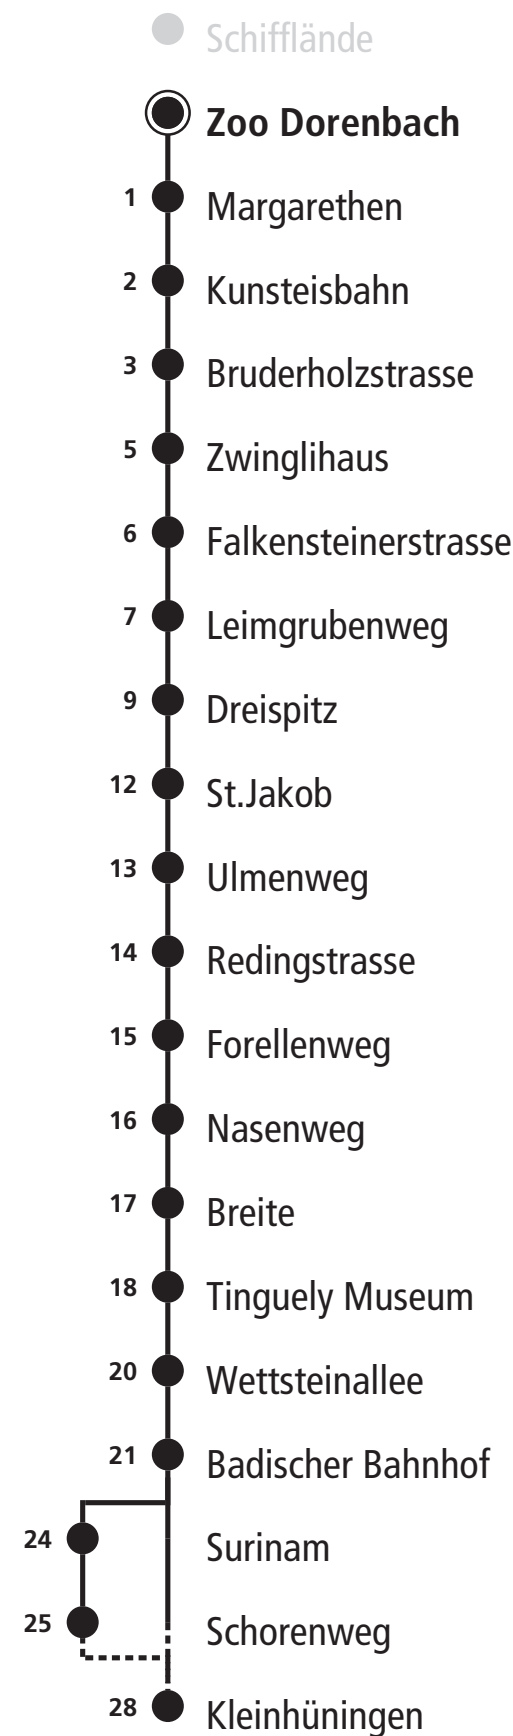 Schifflände
Zoo Dorenbach
1 Margarethen
2 Kunsteisbahn
3 Bruderholzstrasse
5 Zwinglihaus
6 Falkensteinerstrasse
7 Leimgrubenweg
9 Dreispitz
12 St.Jakob
13 Ulmenweg
14 Redingstrasse
15 Forellenweg
16 Nasenweg
17 Breite
18 Tinguely Museum
20 Wettsteinallee
21 Badischer Bahnhof
24 Surinam
25 Schorenweg
28 Kleinhüningen